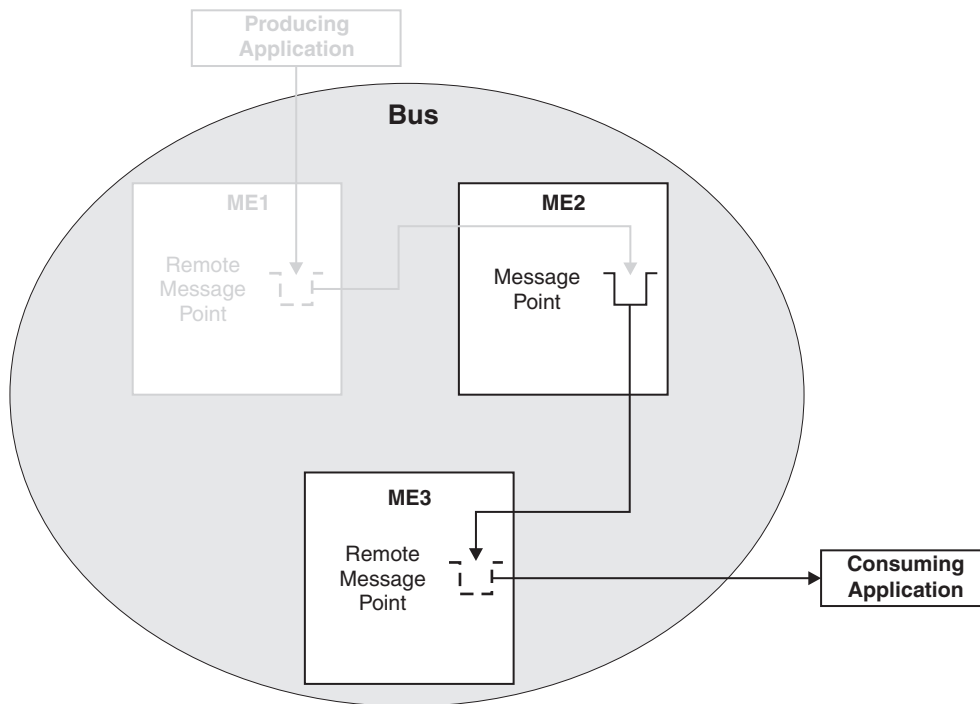 Producing
Application
Bus
ME1
Remote
Message
Point
ME2
Message
Point
ME3
Remote
Message
Point
Consuming
Application